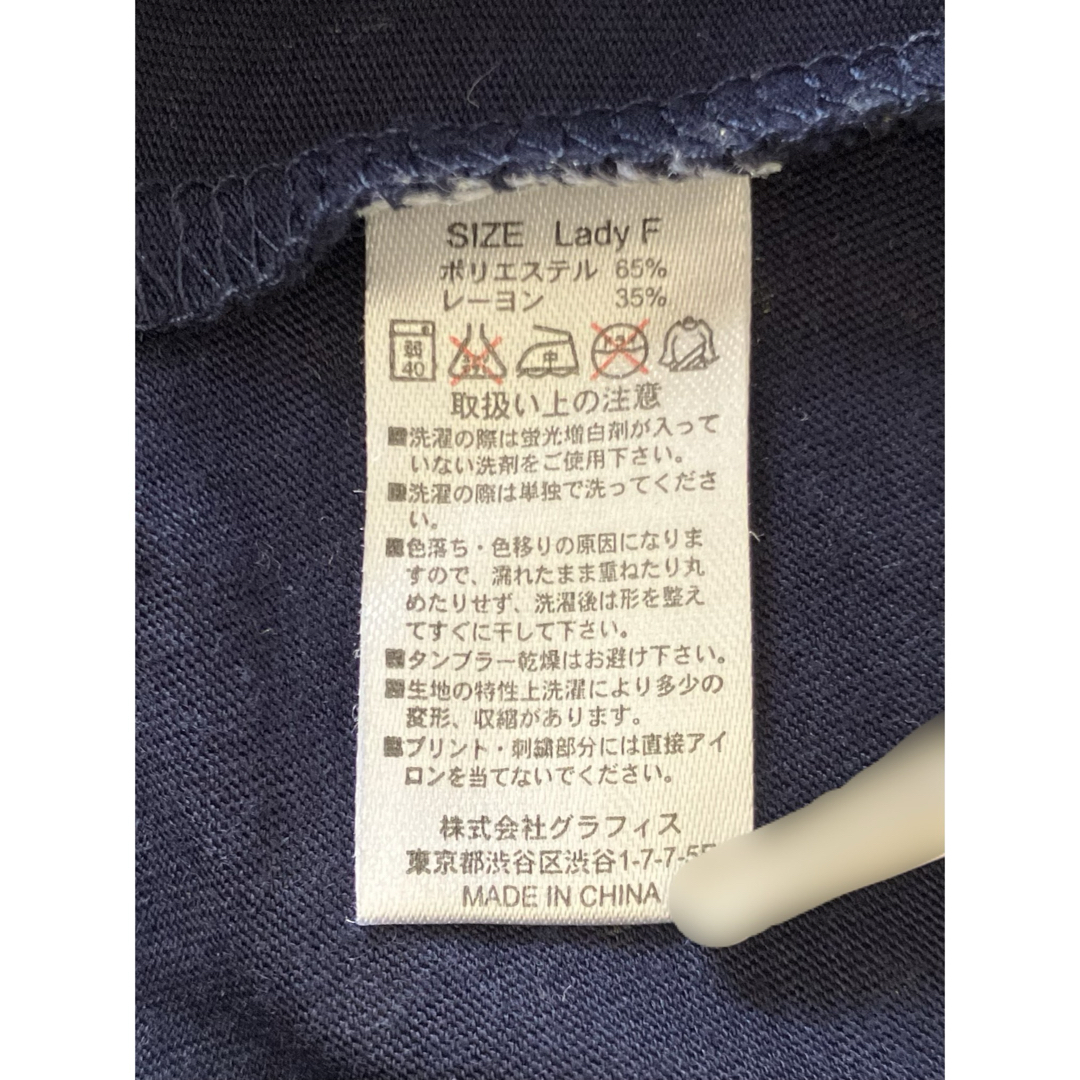 SIZE Lady F
ポリエステル 65%
レーヨン 35%
弱
40
中
取扱い上の注意
■洗濯の際は蛍光増白剤が入って
いない洗剤をご使用下さい。
■洗濯の際は単独で洗ってくださ
い。
■色落ち・色移りの原因になりま
すので、濡れたまま重ねたり丸
めたりせず、洗濯後は形を整え
てすぐに干して下さい。
■タンブラー乾燥はお避け下さい。
■生地の特性上洗濯により多少の
変形、収縮があります。
■プリント・刺繍部分には直接アイ
ロンを当てないでください。
株式会社グラフィス
東京都渋谷区渋谷1-7-7-5F
MADE IN CHINA